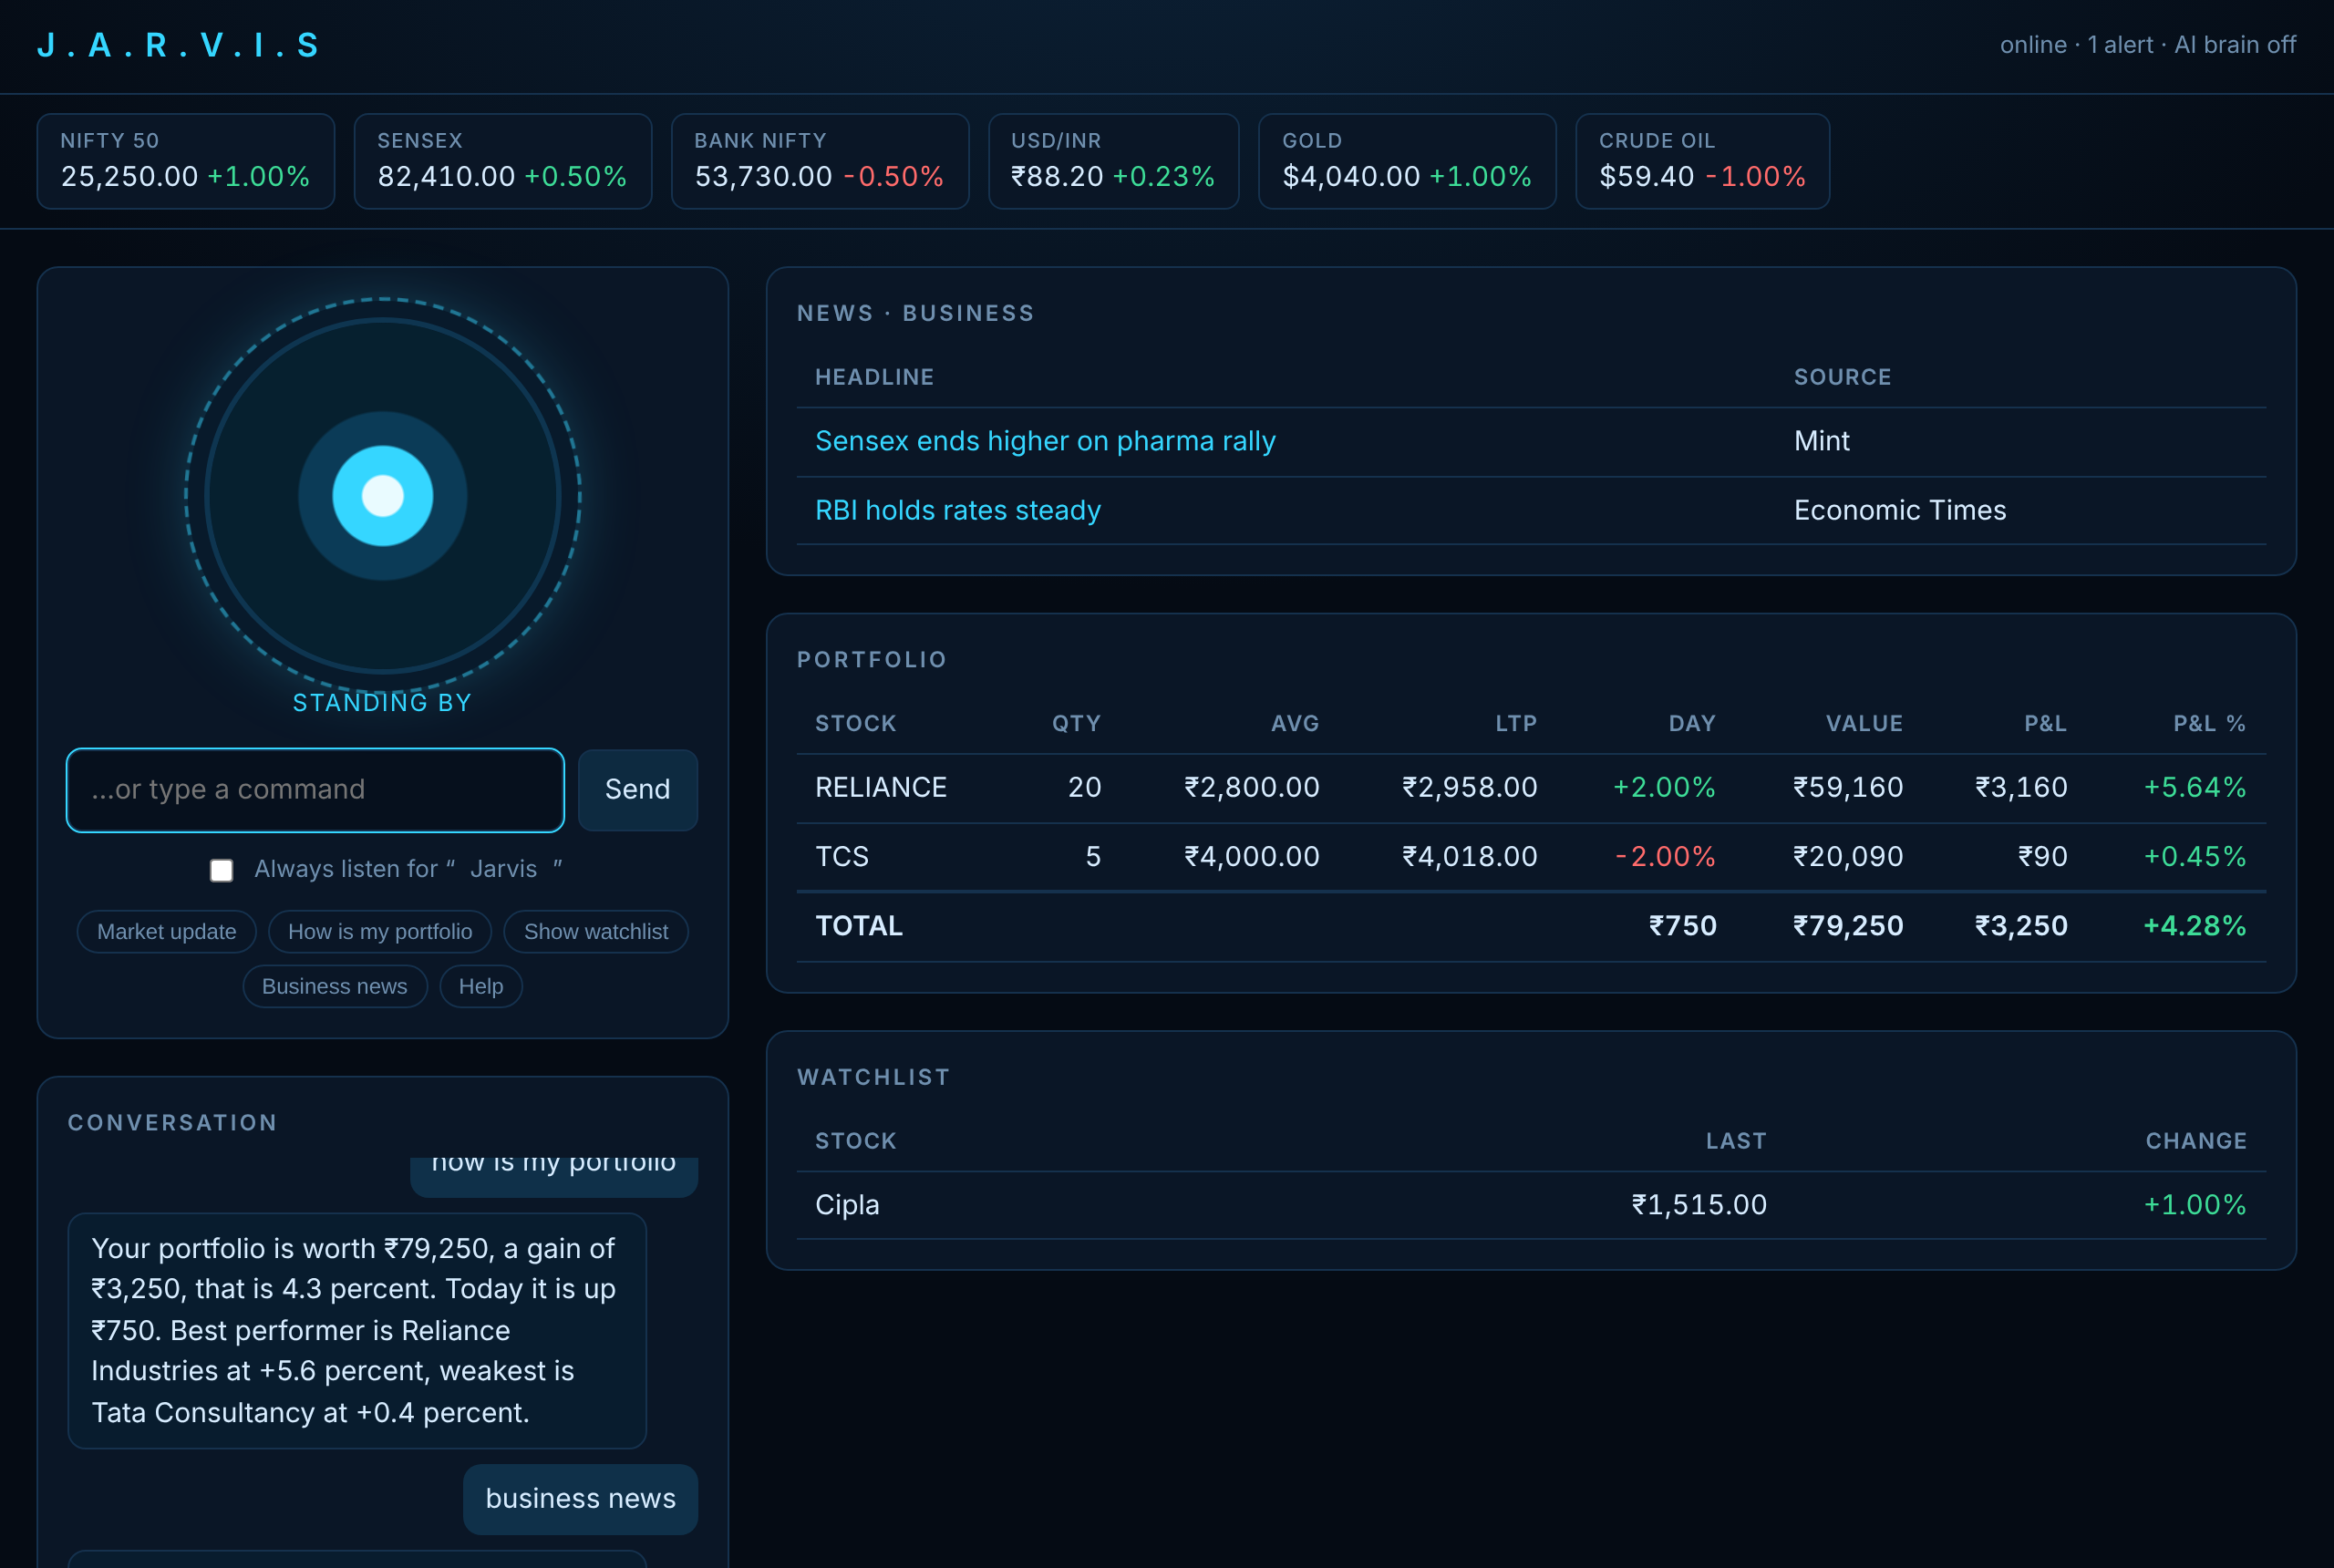 J.A.R.V.I.S
online · 1 alert · AI brain off
NIFTY 50
25,250.00 +1.00%
SENSEX
82,410.00 +0.50%
BANK NIFTY
53,730.00 -0.50%
USD/INR
₹88.20 +0.23%
GOLD
$4,040.00 +1.00%
CRUDE OIL
$59.40 -1.00%
STANDING BY
...or type a command
Send
Always listen for “ Jarvis ”
Market update
How is my portfolio
Show watchlist
Business news
Help
CONVERSATION
how is my portfolio
Your portfolio is worth ₹79,250, a gain of
₹3,250, that is 4.3 percent. Today it is up
₹750. Best performer is Reliance
Industries at +5.6 percent, weakest is
Tata Consultancy at +0.4 percent.
business news
NEWS · BUSINESS
HEADLINE SOURCE
Sensex ends higher on pharma rally Mint
RBI holds rates steady Economic Times
PORTFOLIO
STOCK QTY AVG LTP DAY VALUE P&L P&L %
RELIANCE 20 ₹2,800.00 ₹2,958.00 +2.00% ₹59,160 ₹3,160 +5.64%
TCS 5 ₹4,000.00 ₹4,018.00 -2.00% ₹20,090 ₹90 +0.45%
TOTAL ₹750 ₹79,250 ₹3,250 +4.28%
WATCHLIST
STOCK LAST CHANGE
Cipla ₹1,515.00 +1.00%